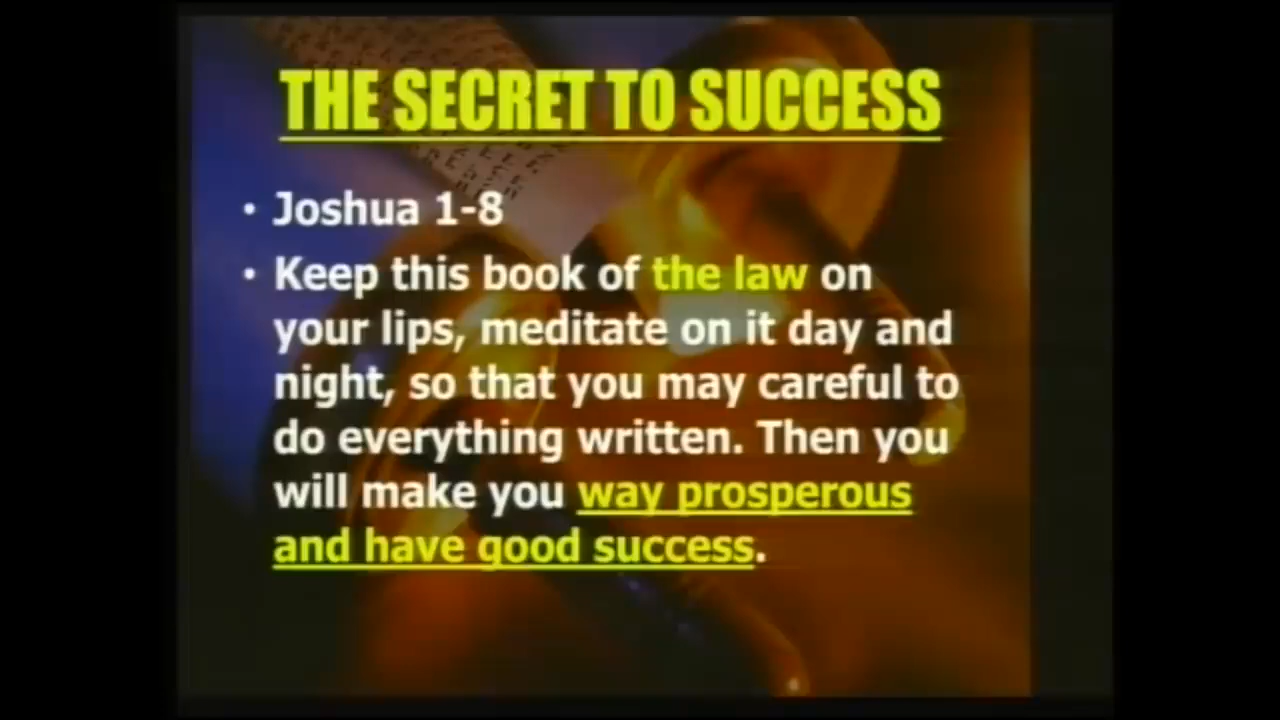 THE SECRET TO SUCCESS
• Joshua 1-8
• Keep this book of the law on
your lips, meditate on it day and
night, so that you may careful to
do everything written. Then you
will make you way prosperous
and have good success.